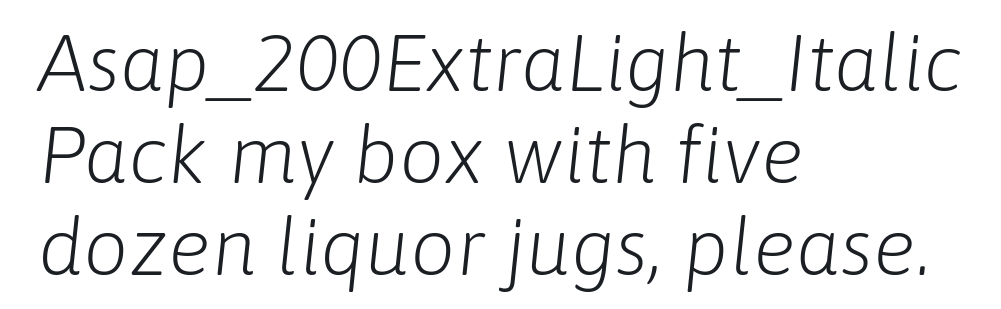 Asap_200ExtraLight_Italic
Pack my box with five
dozen liquor jugs, please.